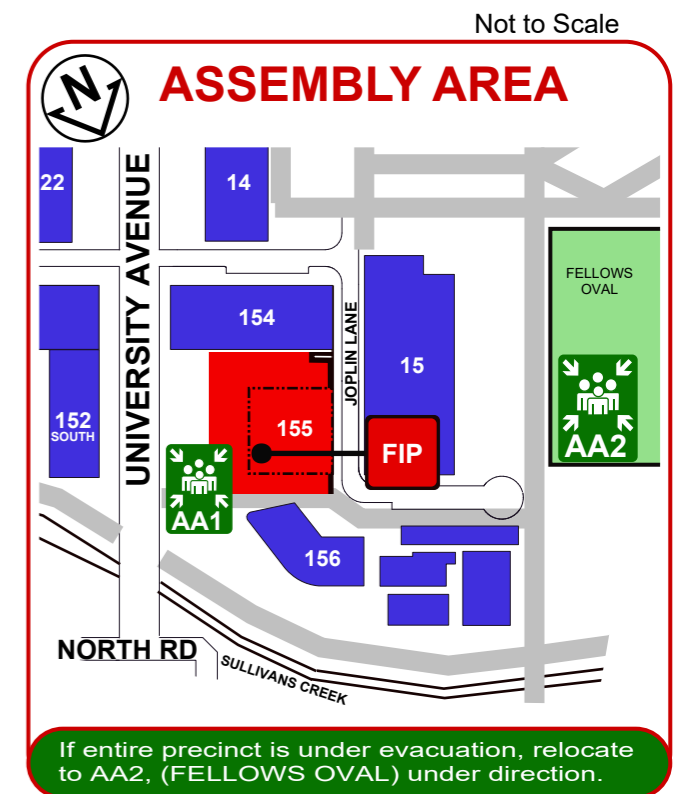 Not to Scale
N
ASSEMBLY AREA
22
14
UNIVERSITY AVENUE
FELLOWS
OVAL
154
JOPLIN LANE
15
152
SOUTH
155
FIP
AA2
AA1
156
NORTH RD
SULLIVANS CREEK
If entire precinct is under evacuation, relocate
to AA2, (FELLOWS OVAL) under direction.